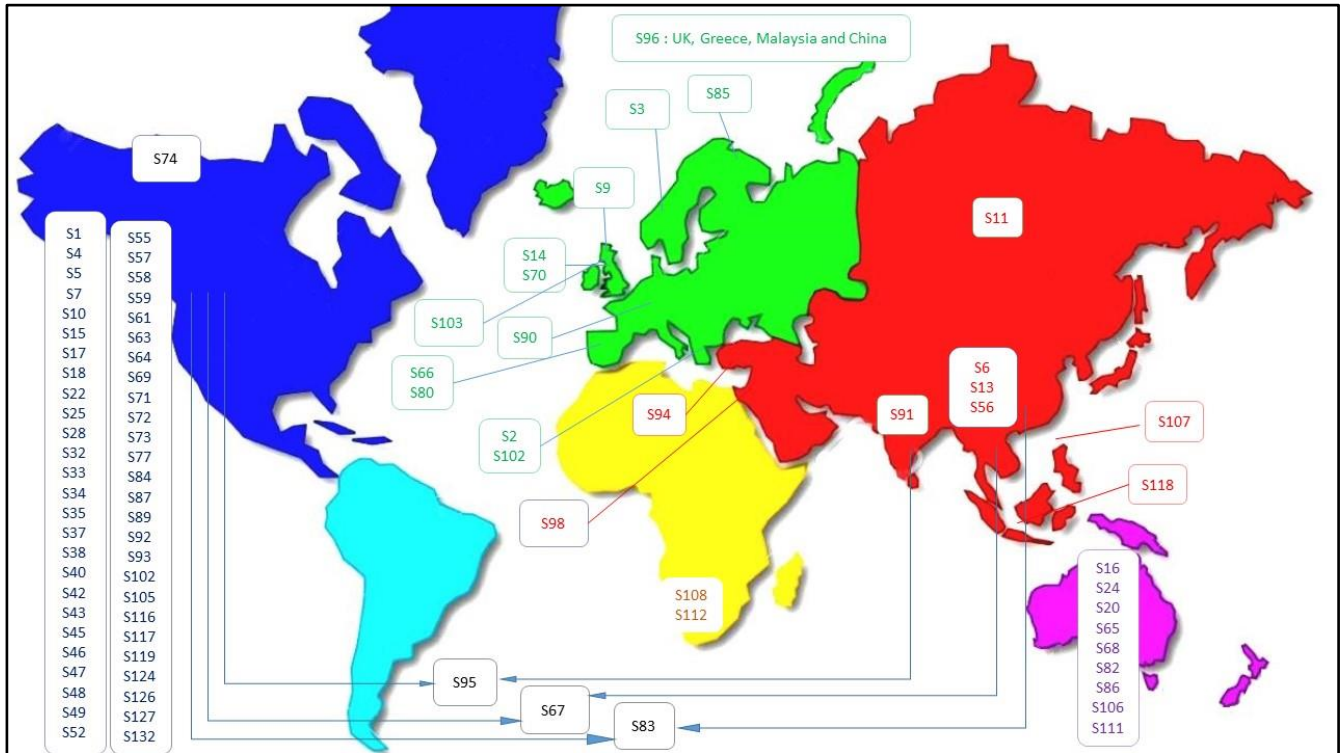 S96 : UK, Greece, Malaysia and China
S85
S3
S74
S9
S11
S1
S4
S5
S7
S10
S15
S17
S18
S22
S25
S28
S32
S33
S34
S35
S37
S38
S40
S42
S43
S45
S46
S47
S48
S49
S52
S55
S57
S58
S59
S61
S63
S64
S69
S71
S72
S73
S77
S84
S87
S89
S92
S93
S102
S105
S116
S117
S119
S124
S126
S127
S132
S14
S70
S103
S90
S66
S80
S2
S102
S94
S98
S91
S6
S13
S56
S107
S118
S108
S112
S16
S24
S20
S65
S68
S82
S86
S106
S111
S95
S67
S83